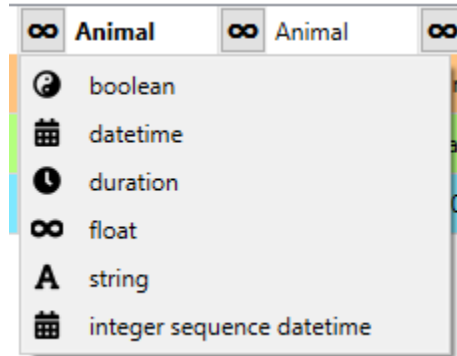 Animal Animal
boolean
datetime
duration
float
string
integer sequence datetime